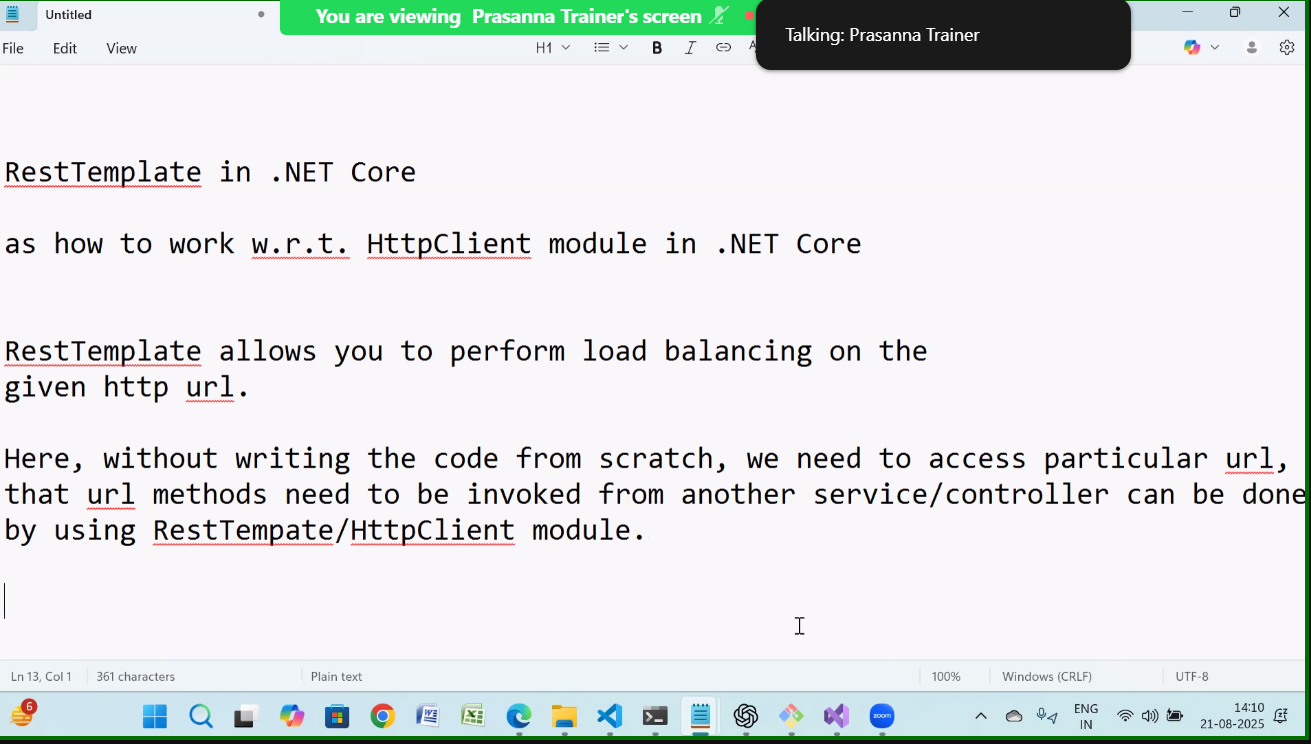 Untitled
You are viewing Prasanna Trainer's screen
Talking: Prasanna Trainer
File Edit View
H1
B I
RestTemplate in .NET Core
as how to work w.r.t. HttpClient module in .NET Core
RestTemplate allows you to perform load balancing on the
given http url.
Here, without writing the code from scratch, we need to access particular url,
that url methods need to be invoked from another service/controller can be done
by using RestTempate/HttpClient module.
Ln 13, Col 1 361 characters Plain text 100% Windows (CRLF) UTF-8
6
zoom
ENG
IN
14:10
21-08-2025